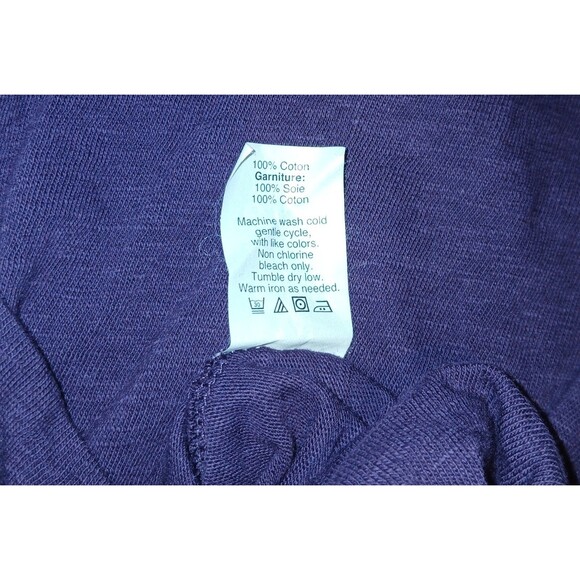 100% Coton
Garniture:
100% Soie
100% Coton
Machine wash cold
gentle cycle,
with like colors.
Non chlorine
bleach only.
Tumble dry low.
Warm iron as needed.
30